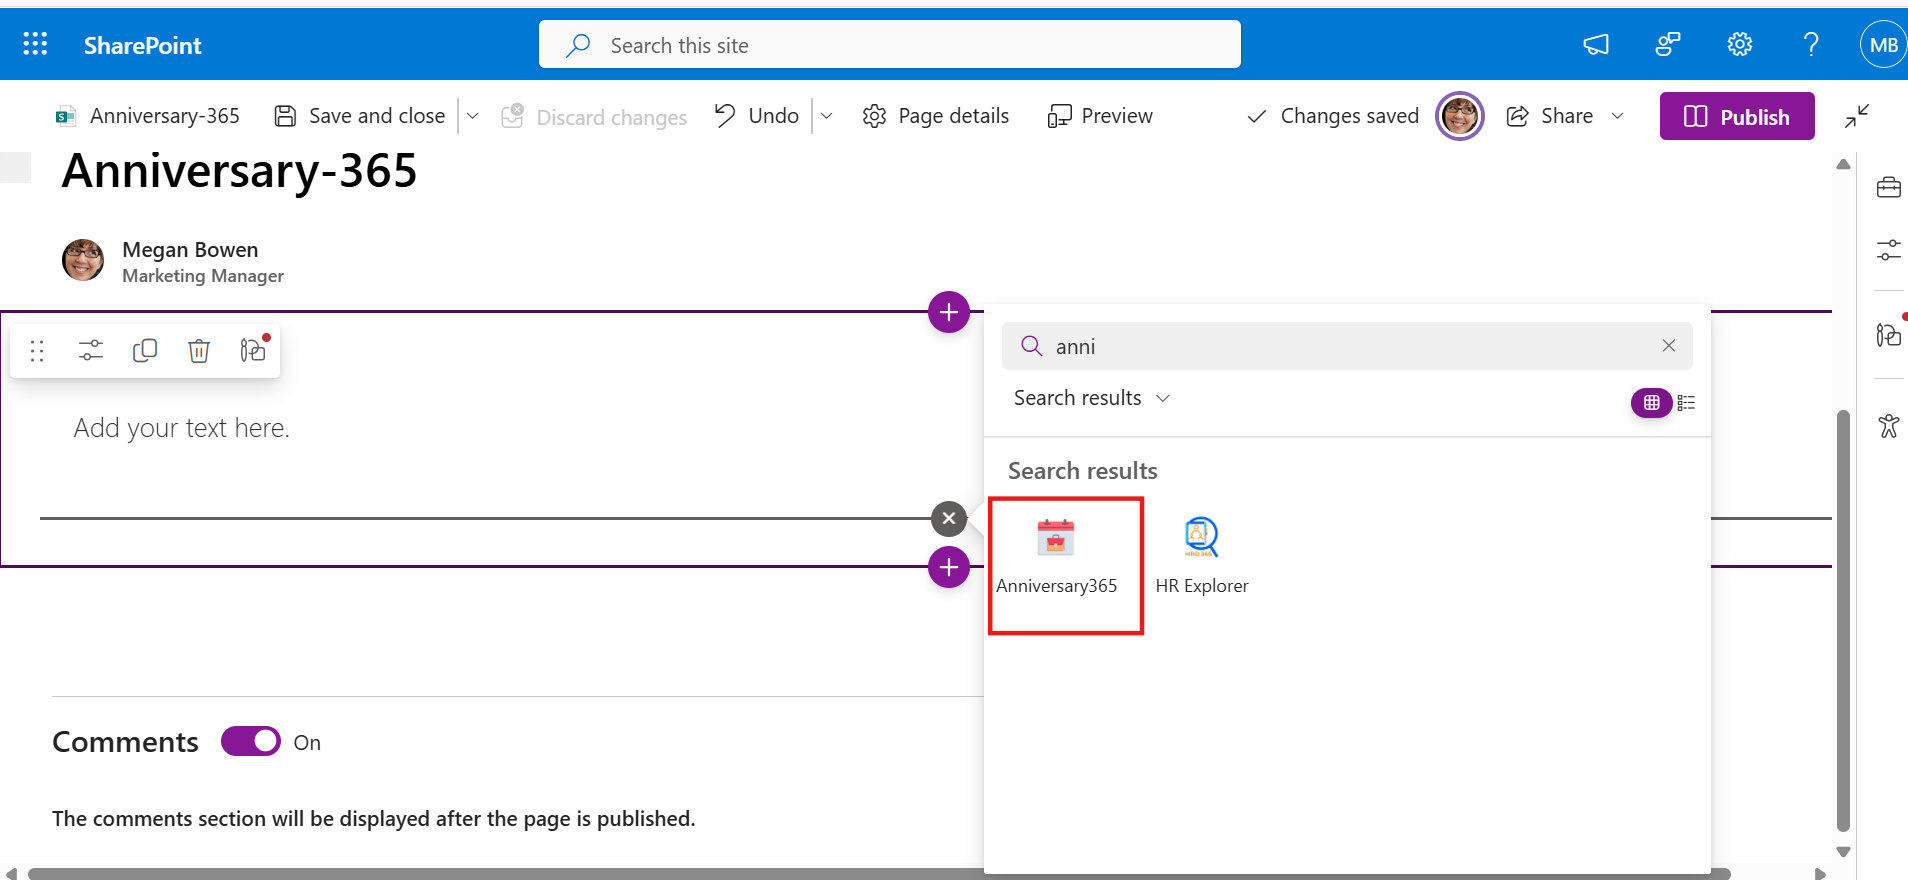 SharePoint
Search this site
MB
Anniversary-365
Save and close
Discard changes
Undo
Page details
Preview
Changes saved
Share
Publish
Anniversary-365
Megan Bowen
Marketing Manager
anni
Search results
Search results
Add your text here.
Anniversary365
HR Explorer
Comments
On
The comments section will be displayed after the page is published.